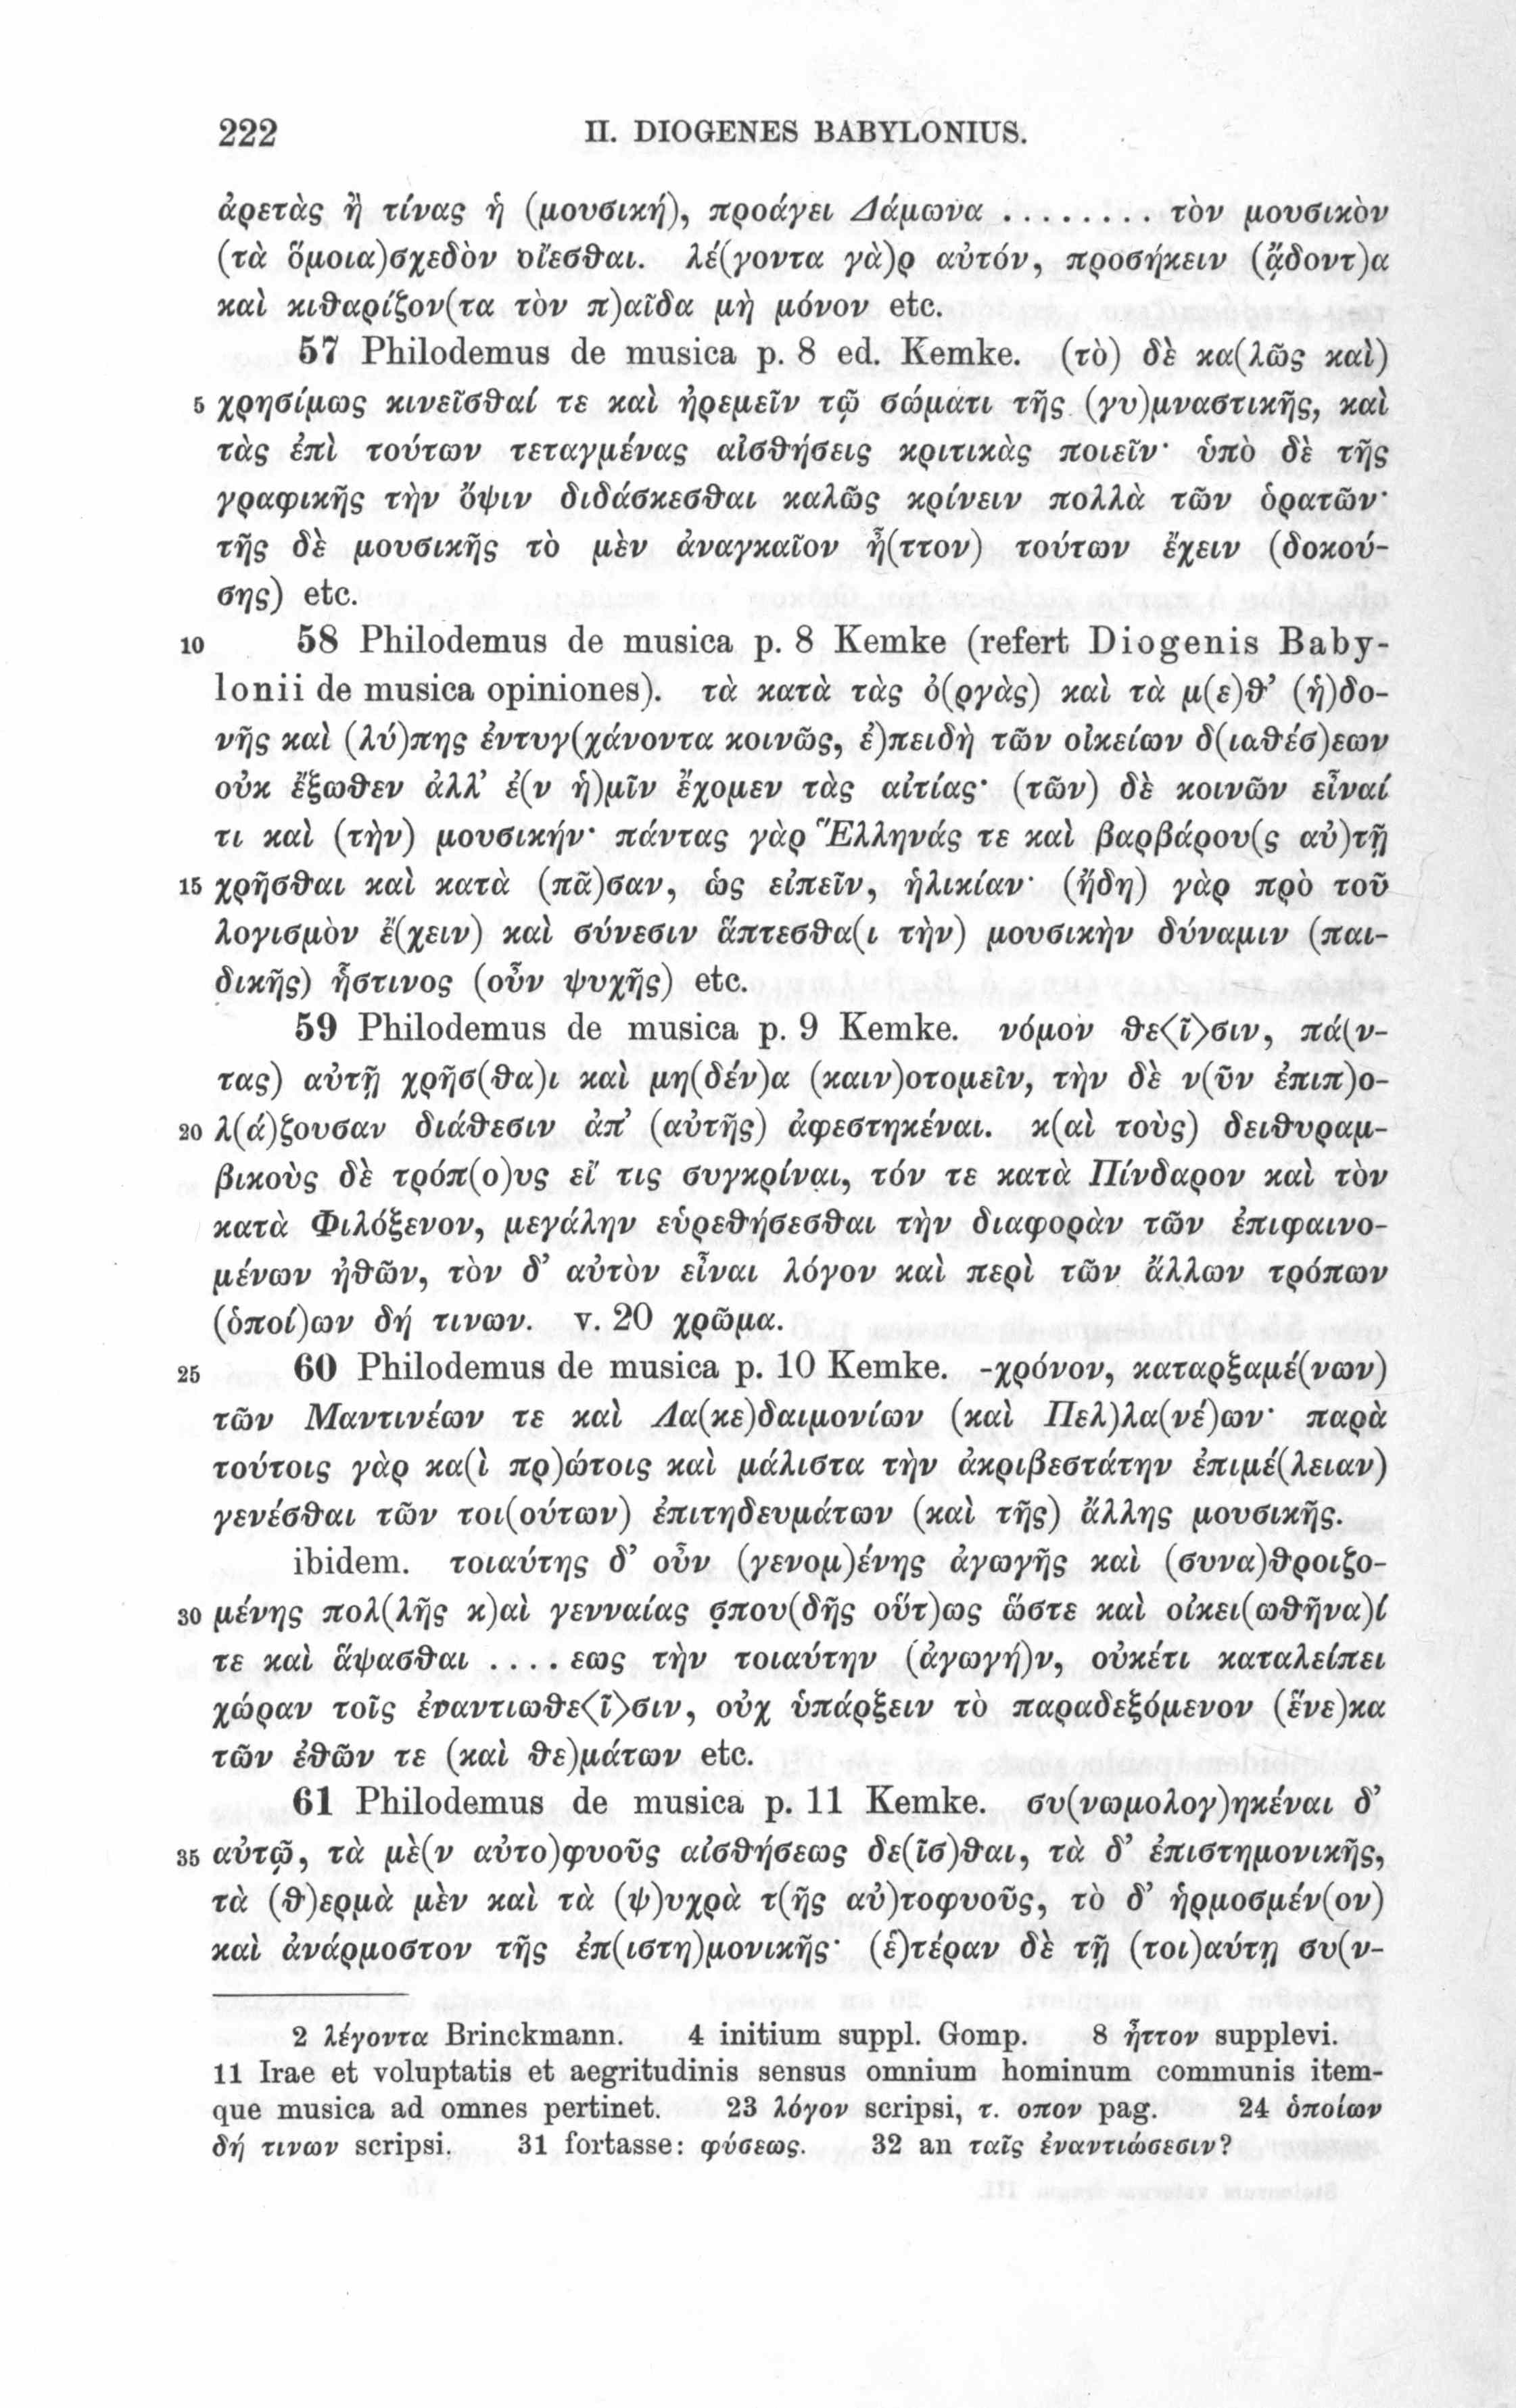 222 II. DIOGENES BABYLONIUS.
ἀρετὰς ἢ τίνας ἡ (μουσική), προάγει Δάμωνα ........ τὸν μουσικὸν
(τὰ ὅμοια)σχεδὸν οἴεσθαι. λέ(γοντα γὰ)ρ αὐτόν, προσήκειν (ᾄδοντ)α
καὶ κιθαρίζον(τα τὸν π)αῖδα μὴ μόνον etc.
57 Philodemus de musica p. 8 ed. Kemke. (τὸ) δὲ κα(λῶς καὶ)
5 χρησίμως κινεῖσθαί τε καὶ ἠρεμεῖν τῷ σώματι τῆς (γυ)μναστικῆς, καὶ
τὰς ἐπὶ τούτων τεταγμένας αἰσθήσεις κριτικὰς ποιεῖν· ὑπὸ δὲ τῆς
γραφικῆς τὴν ὄψιν διδάσκεσθαι καλῶς κρίνειν πολλὰ τῶν ὁρατῶν·
τῆς δὲ μουσικῆς τὸ μὲν ἀναγκαῖον ἧ(ττον) τούτων ἔχειν (δοκού-
σης) etc.
10 58 Philodemus de musica p. 8 Kemke (refert Diogenis Baby-
lonii de musica opiniones). τὰ κατὰ τὰς ὀ(ργὰς) καὶ τὰ μ(ε)θ’ (ἡ)δο-
νῆς καὶ (λύ)πης ἐντυγ(χάνοντα κοινῶς, ἐ)πειδὴ τῶν οἰκείων δ(ιαθέσ)εων
οὐκ ἔξωθεν ἀλλ’ ἐ(ν ἡ)μῖν ἔχομεν τὰς αἰτίας· (τῶν) δὲ κοινῶν εἶναί
τι καὶ (τὴν) μουσικήν· πάντας γὰρ Ἕλληνάς τε καὶ βαρβάρου(ς αὐ)τῇ
15 χρῆσθαι καὶ κατὰ (πᾶ)σαν, ὡς εἰπεῖν, ἡλικίαν· (ἤδη) γὰρ πρὸ τοῦ
λογισμὸν ἔ(χειν) καὶ σύνεσιν ἅπτεσθα(ι τὴν) μουσικὴν δύναμιν (παι-
δικῆς) ἧστινος (οὖν ψυχῆς) etc.
59 Philodemus de musica p. 9 Kemke. νόμον θε<ῖ>σιν, πά(ν-
τας) αὐτῇ χρῆσ(θα)ι καὶ μη(δέν)α (καιν)οτομεῖν, τὴν δὲ ν(ῦν ἐπιπ)ο-
20 λ(ά)ζουσαν διάθεσιν ἀπ’ (αὐτῆς) ἀφεστηκέναι. κ(αὶ τοὺς) δειθυραμ-
βικοὺς δὲ τρόπ(ο)υς εἴ τις συγκρίναι, τόν τε κατὰ Πίνδαρον καὶ τὸν
κατὰ Φιλόξενον, μεγάλην εὑρεθήσεσθαι τὴν διαφορὰν τῶν ἐπιφαινο-
μένων ἠθῶν, τὸν δ’ αὐτὸν εἶναι λόγον καὶ περὶ τῶν ἄλλων τρόπων
(ὁποί)ων δή τινων. v. 20 χρῶμα.
25 60 Philodemus de musica p. 10 Kemke. -χρόνον, καταρξαμέ(νων)
τῶν Μαντινέων τε καὶ Λα(κε)δαιμονίων (καὶ Πελ)λα(νέ)ων· παρὰ
τούτοις γὰρ κα(ὶ πρ)ώτοις καὶ μάλιστα τὴν ἀκριβεστάτην ἐπιμέ(λειαν)
γενέσθαι τῶν τοι(ούτων) ἐπιτηδευμάτων (καὶ τῆς) ἄλλης μουσικῆς.
ibidem. τοιαύτης δ’ οὖν (γενομ)ένης ἀγωγῆς καὶ (συνα)θροιζο-
30 μένης πολ(λῆς κ)αὶ γενναίας σ̣που(δῆς οὕτ)ως ὥστε καὶ οἰκει(ωθῆνα)ί
τε καὶ ἅψασθαι .... εως τὴν τοιαύτην (ἀγωγή)ν, οὐκέτι καταλείπει
χώραν τοῖς ἐναντιωθε<ῖ>σιν, οὐχ ὑπάρξειν τὸ παραδεξόμενον (ἕνε)κα
τῶν ἐθῶν τε (καὶ θε)μάτων etc.
61 Philodemus de musica p. 11 Kemke. συ(νωμολογ)ηκέναι δ’
35 αὐτῷ, τὰ μὲ(ν αὐτο)φυοῦς αἰσθήσεως δε(ῖσ)θαι, τὰ δ’ ἐπιστημονικῆς,
τὰ (θ)ερμὰ μὲν καὶ τὰ (ψ)υχρὰ τ(ῆς αὐ)τοφυοῦς, τὸ δ’ ἡρμοσμέν(ον)
καὶ ἀνάρμοστον τῆς ἐπ(ιστη)μονικῆς· (ἑ)τέραν δὲ τῇ (τοι)αύτῃ συ(ν-
2 λέγοντα Brinckmann. 4 initium suppl. Gomp. 8 ἧττον supplevi.
11 Irae et voluptatis et aegritudinis sensus omnium hominum communis item-
que musica ad omnes pertinet. 23 λόγον scripsi, τ. οπον pag. 24 ὁποίων
δή τινων scripsi. 31 fortasse: φύσεως. 32 an ταῖς ἐναντιώσεσιν?